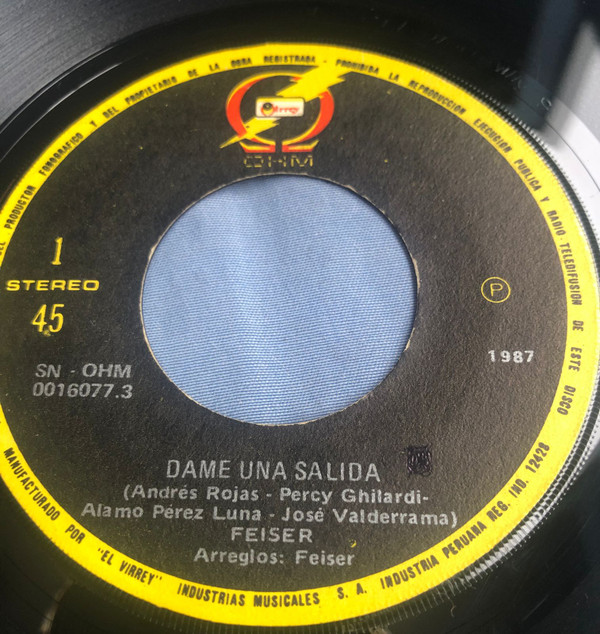 DEL PRODUCTOR FONOGRAFICO Y DEL PROPIETARIO DE LA OBRA REGISTRADA - PROHIBIDA LA REPRODUCCION EJECUCION PUBLICA Y RADIO-TELEDIFUSION DE ESTE DISCO
Virrey
OHM
1
STEREO
45
SN - OHM
0016077.3
P
1987
DAME UNA SALIDA
(Andrés Rojas - Percy Ghilardi-
Alamo Pérez Luna - José Valderrama)
FEISER
Arreglos: Feiser
MANUFACTURADO POR "EL VIRREY" INDUSTRIAS MUSICALES S. A. INDUSTRIA PERUANA REG. IND. 12428